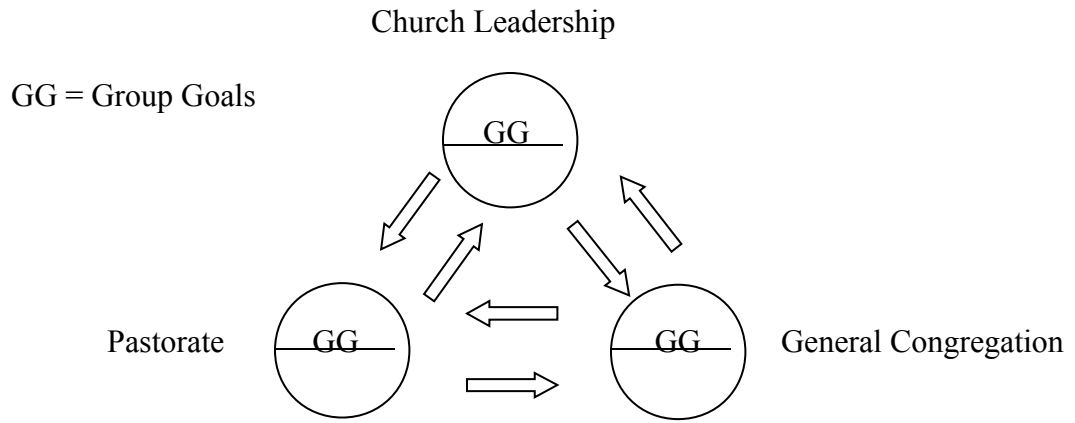 Church Leadership
GG = Group Goals
GG
Pastorate
GG
GG
General Congregation